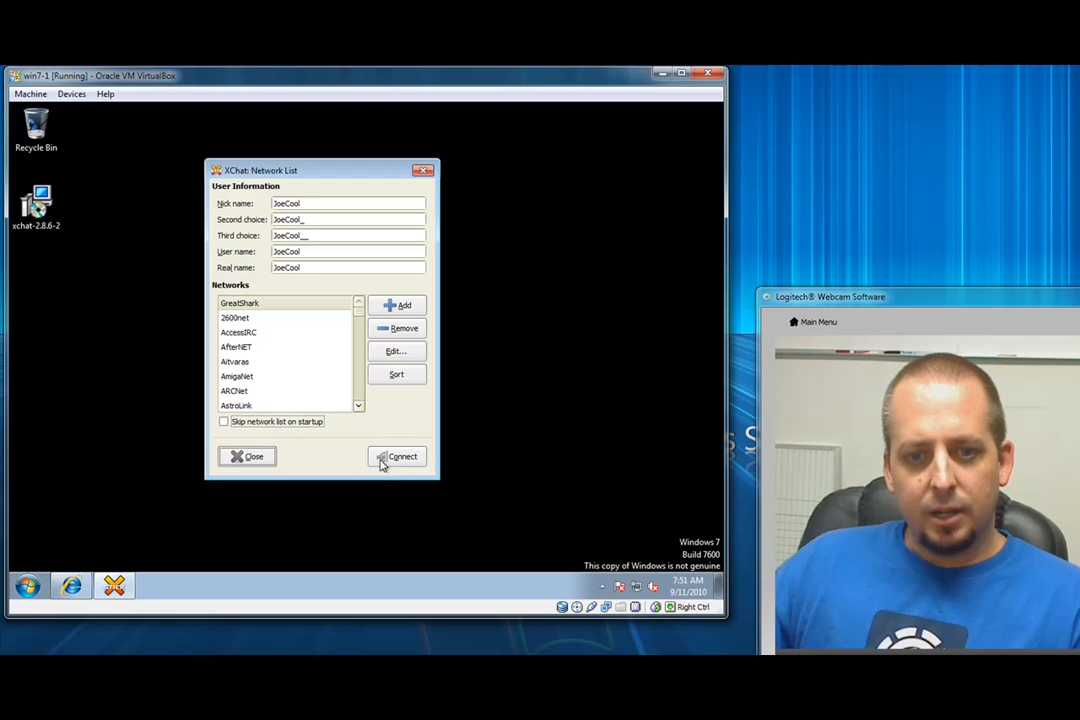 win7-1 [Running] - Oracle VM VirtualBox
Machine Devices Help
Recycle Bin
xchat-2.8.6-2
XChat: Network List
User Information
Nick name: JoeCool
Second choice: JoeCool_
Third choice: JoeCool__
User name: JoeCool
Real name: JoeCool
Networks
GreatShark
2600net
AccessIRC
AfterNET
Aitvaras
AmigaNet
ARCNet
AstroLink
Add
Remove
Edit...
Sort
Skip network list on startup
Close
Connect
Windows 7
Build 7600
This copy of Windows is not genuine
7:51 AM
9/11/2010
Right Ctrl
Logitech® Webcam Software
Main Menu